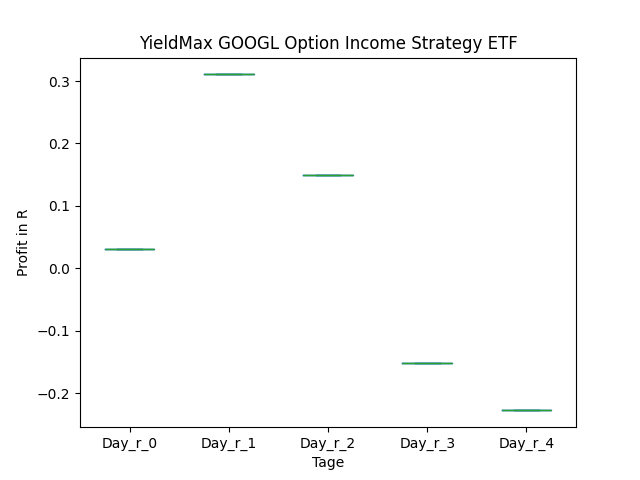 YieldMax GOOGL Option Income Strategy ETF
Profit in R
0.3
0.2
0.1
0.0
−0.1
−0.2
Day_r_0 Day_r_1 Day_r_2 Day_r_3 Day_r_4
Tage